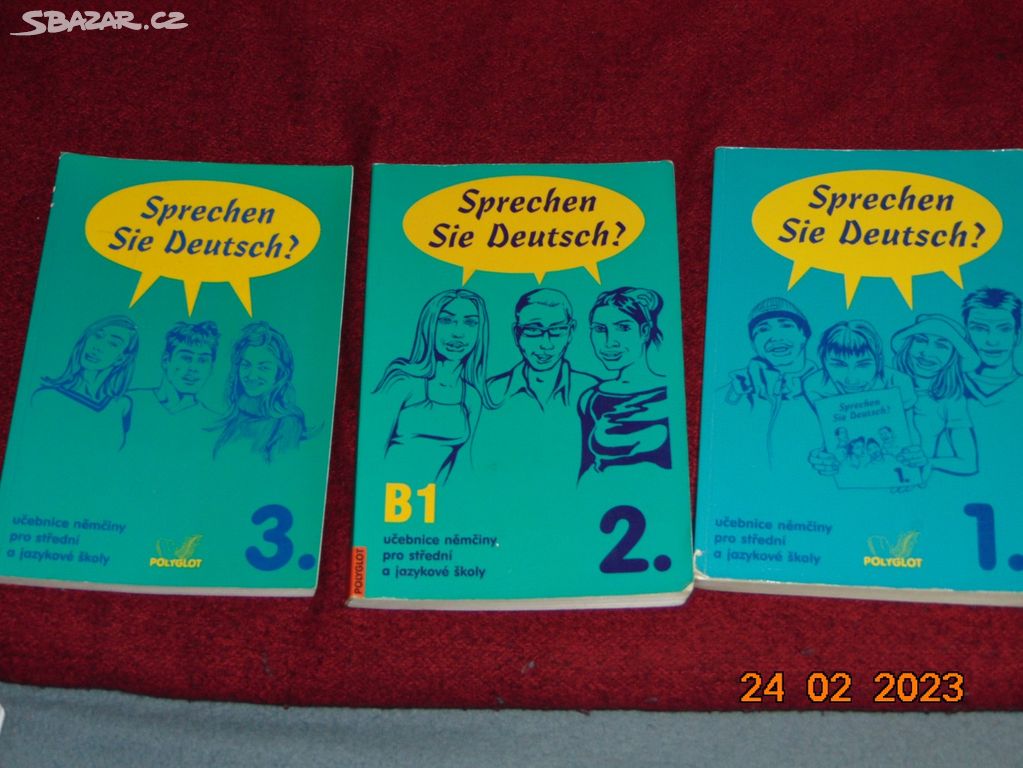 SBAZAR.CZ
Sprechen
Sie Deutsch?
učebnice němčiny
pro střední
a jazykové školy
POLYGLOT
3.
Sprechen
Sie Deutsch?
B1
učebnice němčiny
pro střední
a jazykové školy
POLYGLOT
2.
Sprechen
Sie Deutsch?
Sprechen
Sie Deutsch?
1.
učebnice němčiny
pro střední
a jazykové školy
POLYGLOT
1.
24 02 2023